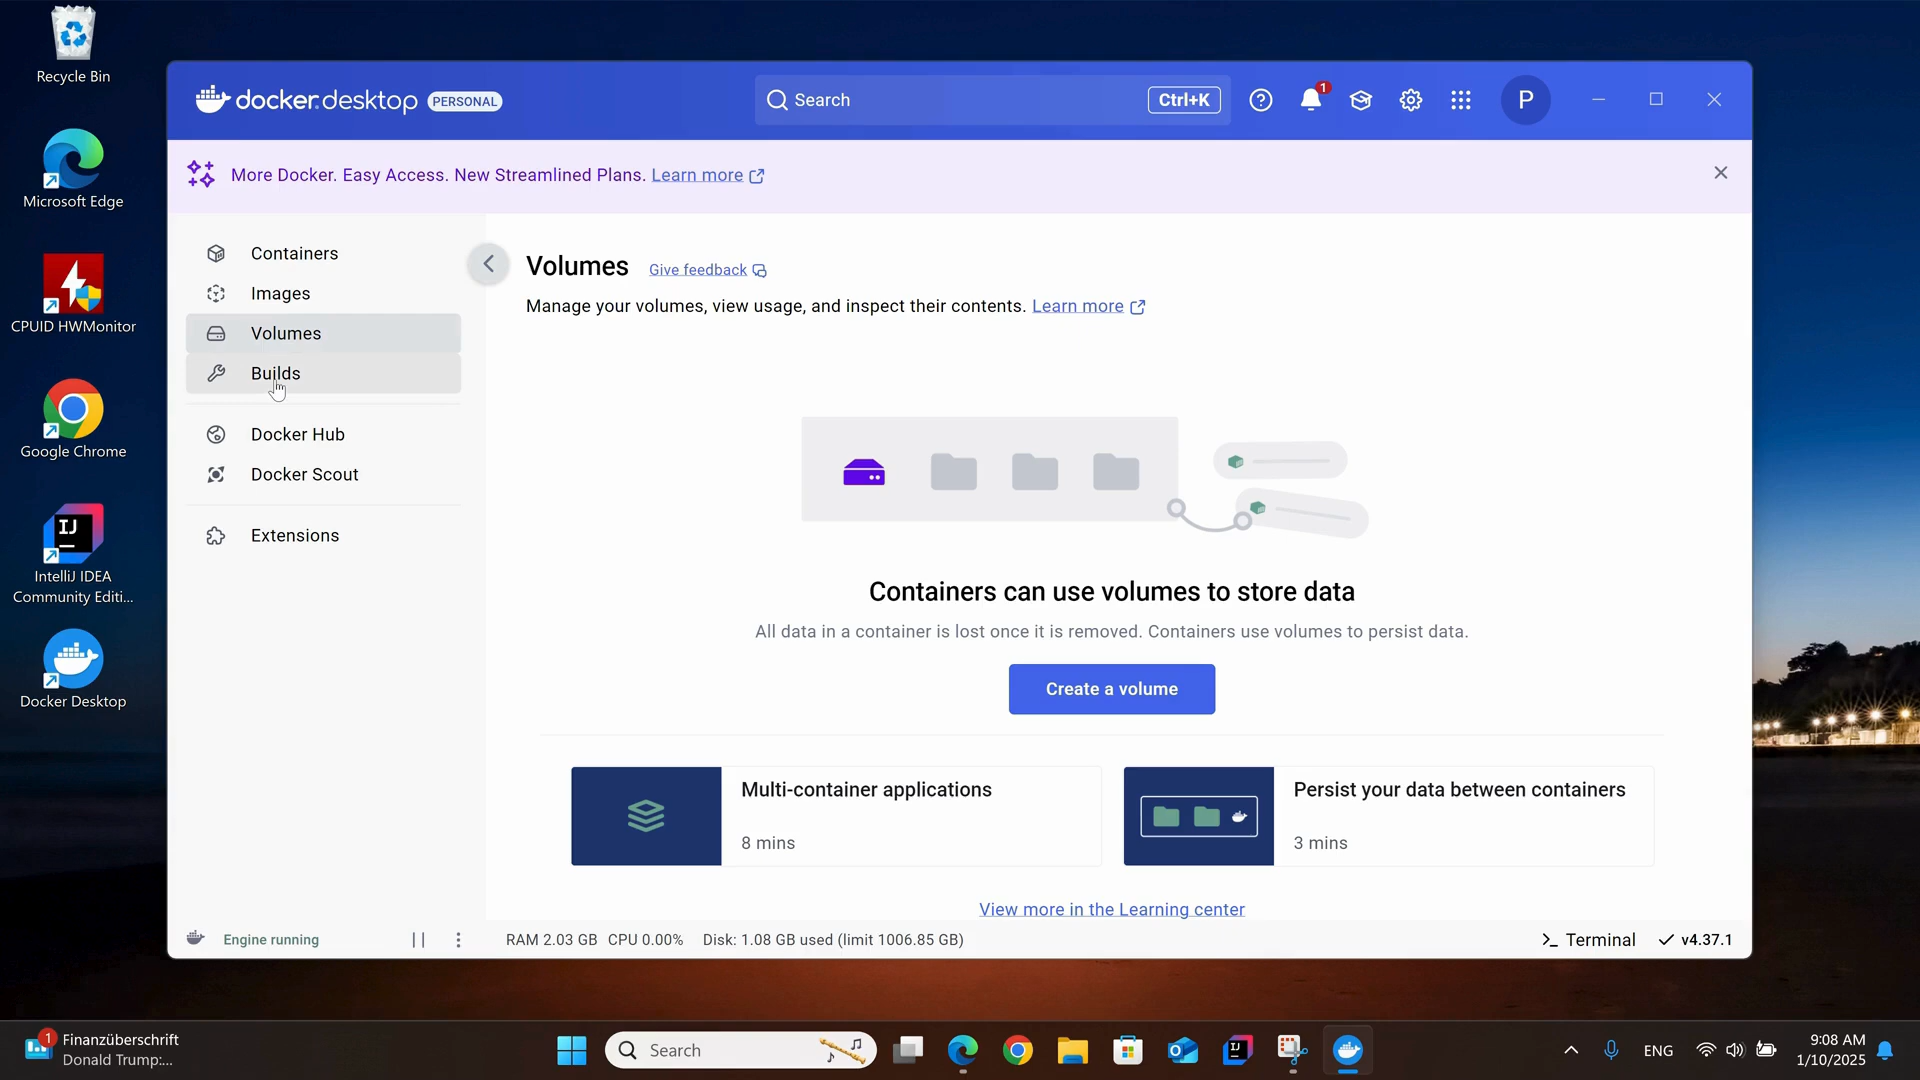 Recycle Bin
Microsoft Edge
CPUID HWMonitor
Google Chrome
IJ
IntelliJ IDEA
Community Editi...
Docker Desktop
docker.desktop PERSONAL
Search Ctrl+K
1
P
More Docker. Easy Access. New Streamlined Plans. Learn more
Containers
Images
Volumes
Builds
Docker Hub
Docker Scout
Extensions
Volumes Give feedback
Manage your volumes, view usage, and inspect their contents. Learn more
Containers can use volumes to store data
All data in a container is lost once it is removed. Containers use volumes to persist data.
Create a volume
Multi-container applications
8 mins
Persist your data between containers
3 mins
View more in the Learning center
Engine running
RAM 2.03 GB CPU 0.00% Disk: 1.08 GB used (limit 1006.85 GB)
>_ Terminal
v4.37.1
1
Finanzüberschrift
Donald Trump:...
Search
IJ
ENG
9:08 AM
1/10/2025